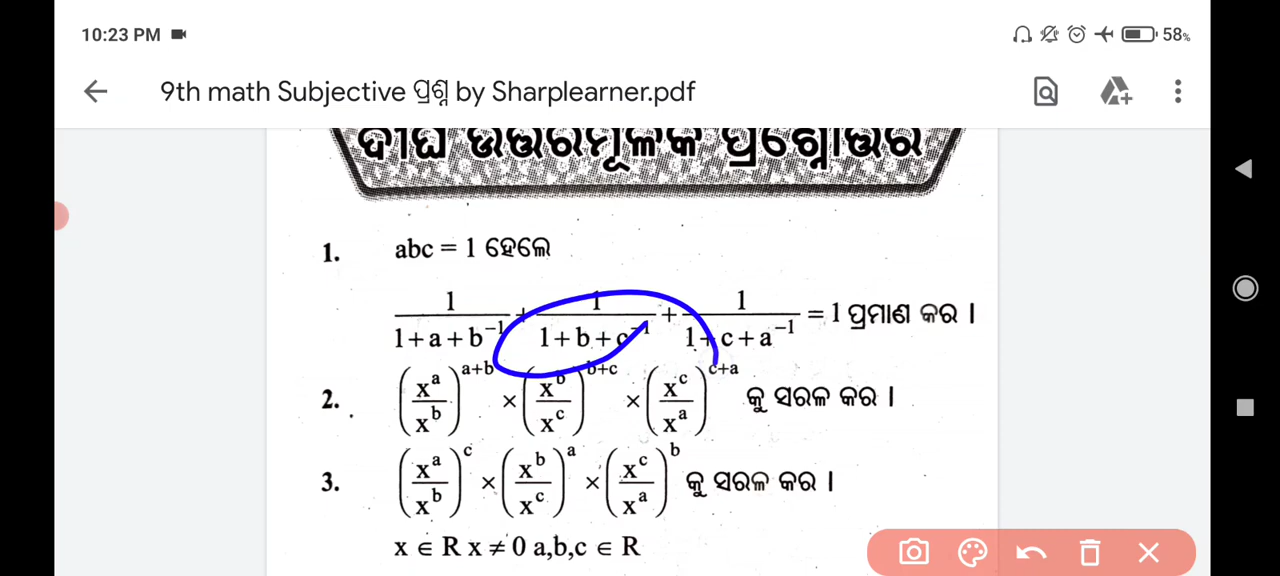 10:23 PM 58%
9th math Subjective ପ୍ରଶ୍ନ by Sharplearner.pdf
ଦୀର୍ଘ ଉତ୍ତରମୂଳକ ପ୍ରଶ୍ନୋତ୍ତର
1. abc = 1 ହେଲେ
1/(1+a+b⁻¹) + 1/(1+b+c⁻¹) + 1/(1+c+a⁻¹) = 1 ପ୍ରମାଣ କର ।
2. (xᵃ/xᵇ)ᵃ⁺ᵇ × (xᵇ/xᶜ)ᵇ⁺ᶜ × (xᶜ/xᵃ)ᶜ⁺ᵃ କୁ ସରଳ କର ।
3. (xᵃ/xᵇ)ᶜ × (xᵇ/xᶜ)ᵃ × (xᶜ/xᵃ)ᵇ କୁ ସରଳ କର ।
x ∈ R x ≠ 0 a,b,c ∈ R